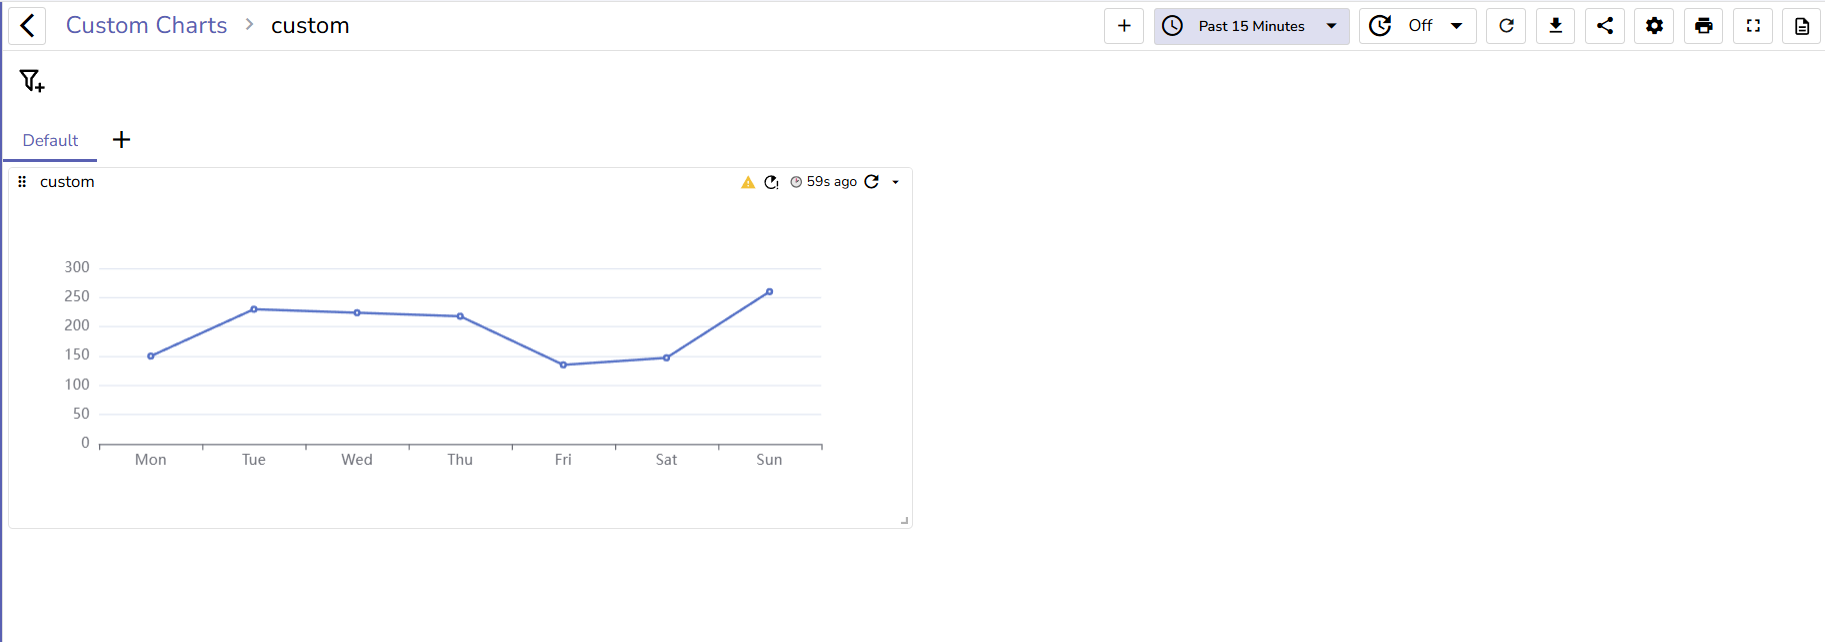 Custom Charts > custom
Past 15 Minutes
Off
Default
custom
59s ago
300
250
200
150
100
50
0
Mon Tue Wed Thu Fri Sat Sun